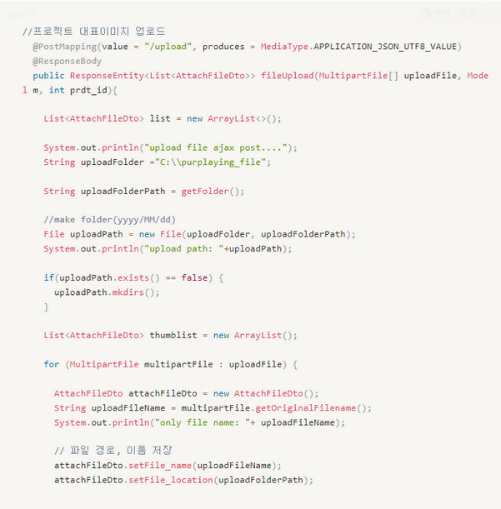 //프로젝트 대표이미지 업로드
@PostMapping(value = "/upload", produces = MediaType.APPLICATION_JSON_UTF8_VALUE)
@ResponseBody
public ResponseEntity<List<AttachFileDto>> fileUpload(MultipartFile[] uploadFile, Mode
l m, int prdt_id){
List<AttachFileDto> list = new ArrayList<>();
System.out.println("upload file ajax post....");
String uploadFolder ="C:\\purplaying_file";
String uploadFolderPath = getFolder();
//make folder(yyyy/MM/dd)
File uploadPath = new File(uploadFolder, uploadFolderPath);
System.out.println("upload path: "+uploadPath);
if(uploadPath.exists() == false) {
uploadPath.mkdirs();
}
List<AttachFileDto> thumblist = new ArrayList();
for (MultipartFile multipartFile : uploadFile) {
AttachFileDto attachFileDto = new AttachFileDto();
String uploadFileName = multipartFile.getOriginalFilename();
System.out.println("only file name: "+ uploadFileName);
// 파일 경로, 이름 저장
attachFileDto.setFile_name(uploadFileName);
attachFileDto.setFile_location(uploadFolderPath);